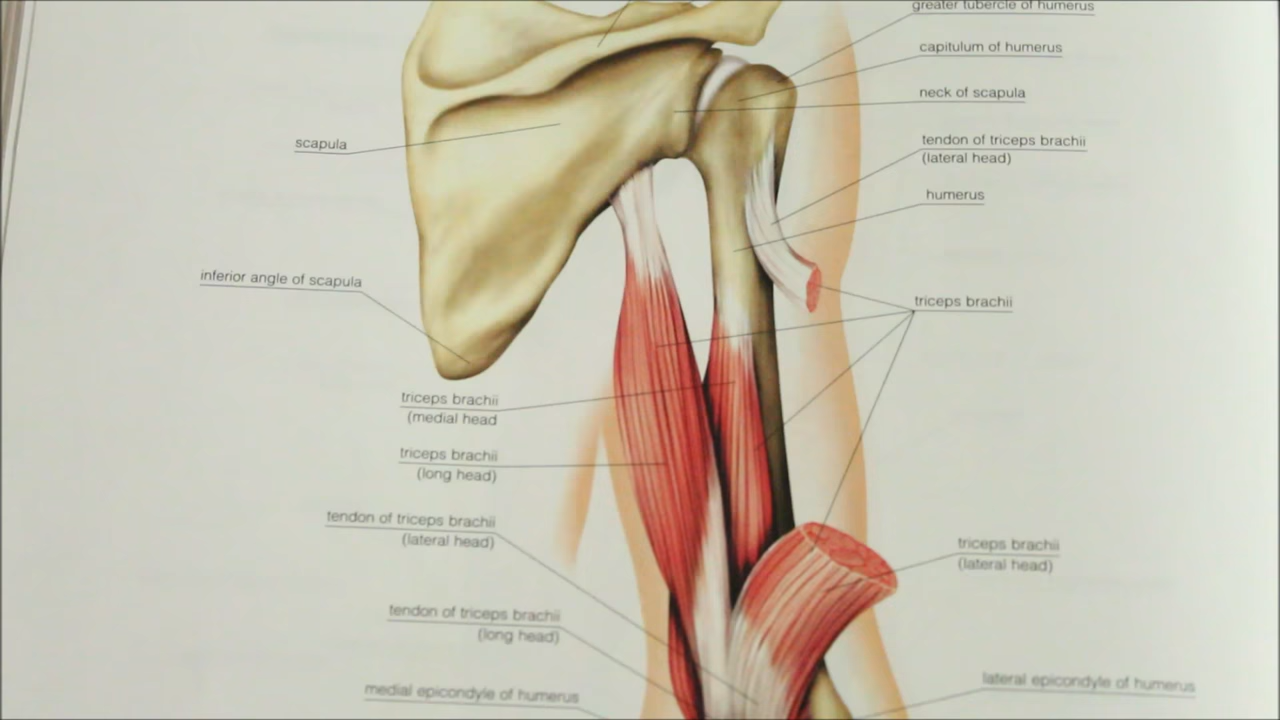 greater tubercle of humerus
capitulum of humerus
neck of scapula
scapula
tendon of triceps brachii
(lateral head)
humerus
inferior angle of scapula
triceps brachii
triceps brachii
(medial head
triceps brachii
(long head)
tendon of triceps brachii
(lateral head)
triceps brachii
(lateral head)
tendon of triceps brachii
(long head)
medial epicondyle of humerus
lateral epicondyle of humerus